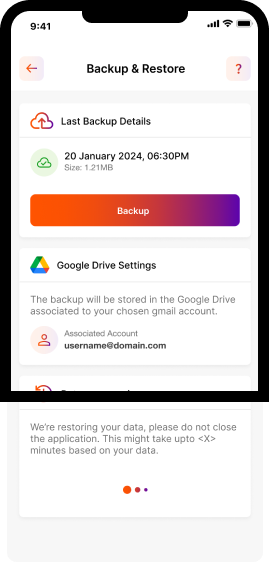 9:41
Backup & Restore
?
Last Backup Details
20 January 2024, 06:30PM
Size: 1.21MB
Backup
Google Drive Settings
The backup will be stored in the Google Drive
associated to your chosen gmail account.
Associated Account
username@domain.com
We're restoring your data, please do not close
the application. This might take upto <X>
minutes based on your data.